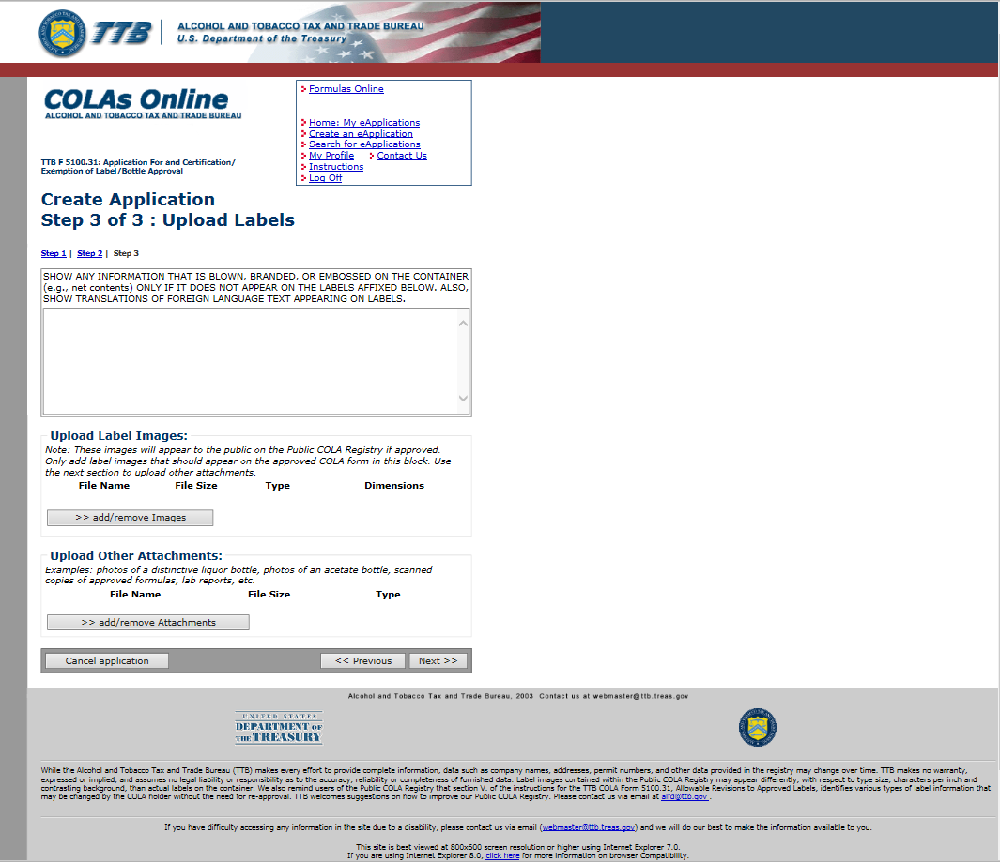 TTB
ALCOHOL AND TOBACCO TAX AND TRADE BUREAU
U.S. Department of the Treasury
COLAs Online
ALCOHOL AND TOBACCO TAX AND TRADE BUREAU
Formulas Online
Home: My eApplications
Create an eApplication
Search for eApplications
My Profile Contact Us
Instructions
Log Off
TTB F 5100.31: Application For and Certification/
Exemption of Label/Bottle Approval
Create Application
Step 3 of 3 : Upload Labels
Step 1 | Step 2 | Step 3
SHOW ANY INFORMATION THAT IS BLOWN, BRANDED, OR EMBOSSED ON THE CONTAINER
(e.g., net contents) ONLY IF IT DOES NOT APPEAR ON THE LABELS AFFIXED BELOW. ALSO,
SHOW TRANSLATIONS OF FOREIGN LANGUAGE TEXT APPEARING ON LABELS.
Upload Label Images:
Note: These images will appear to the public on the Public COLA Registry if approved.
Only add label images that should appear on the approved COLA form in this block. Use
the next section to upload other attachments.
File Name File Size Type Dimensions
>> add/remove Images
Upload Other Attachments:
Examples: photos of a distinctive liquor bottle, photos of an acetate bottle, scanned
copies of approved formulas, lab reports, etc.
File Name File Size Type
>> add/remove Attachments
Cancel application << Previous Next >>
Alcohol and Tobacco Tax and Trade Bureau, 2003 Contact us at webmaster@ttb.treas.gov
UNITED STATES
DEPARTMENT OF
THE TREASURY
While the Alcohol and Tobacco Tax and Trade Bureau (TTB) makes every effort to provide complete information, data such as company names, addresses, permit numbers, and other data provided in the registry may change over time. TTB makes no warranty,
expressed or implied, and assumes no legal liability or responsibility as to the accuracy, reliability or completeness of furnished data. Label images contained within the Public COLA Registry may appear differently, with respect to type size, characters per inch and
contrasting background, than actual labels on the container. We also remind users of the Public COLA Registry that section V. of the instructions for the TTB COLA Form 5100.31, Allowable Revisions to Approved Labels, identifies various types of label information that
may be changed by the COLA holder without the need for re-approval. TTB welcomes suggestions on how to improve our Public COLA Registry. Please contact us via email at alfd@ttb.gov .
If you have difficulty accessing any information in the site due to a disability, please contact us via email (webmaster@ttb.treas.gov) and we will do our best to make the information available to you.
This site is best viewed at 800x600 screen resolution or higher using Internet Explorer 7.0.
If you are using Internet Explorer 8.0, click here for more information on browser Compatibility.